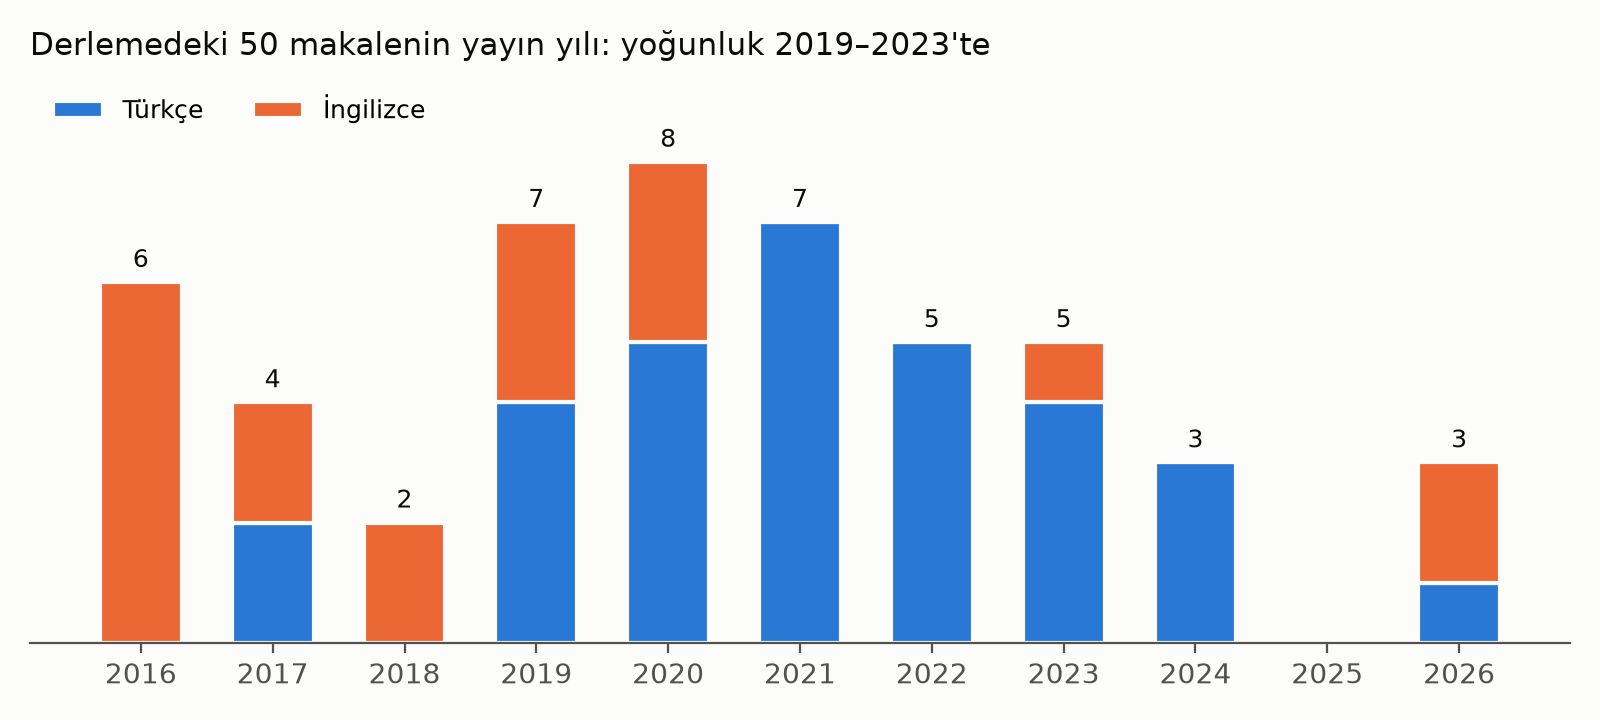 Derlemedeki 50 makalenin yayın yılı: yoğunluk 2019–2023'te
Türkçe İngilizce
6 4 2 7 8 7 5 5 3 3
2016 2017 2018 2019 2020 2021 2022 2023 2024 2025 2026